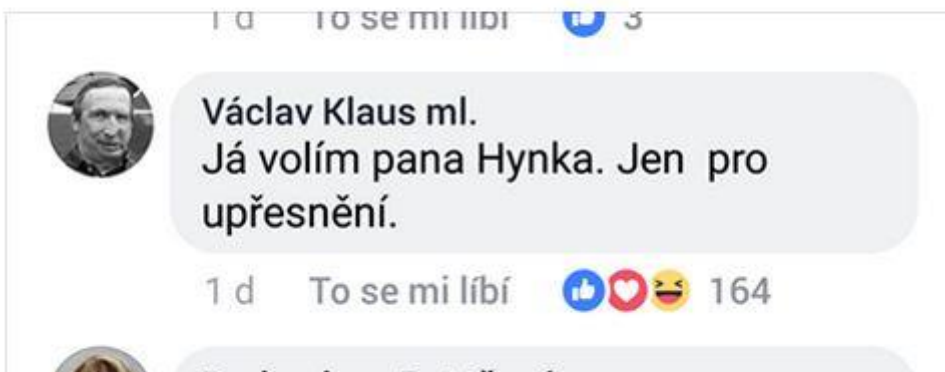 1 d To se mi líbí 3
Václav Klaus ml.
Já volím pana Hynka. Jen pro
upřesnění.
1 d To se mi líbí 164